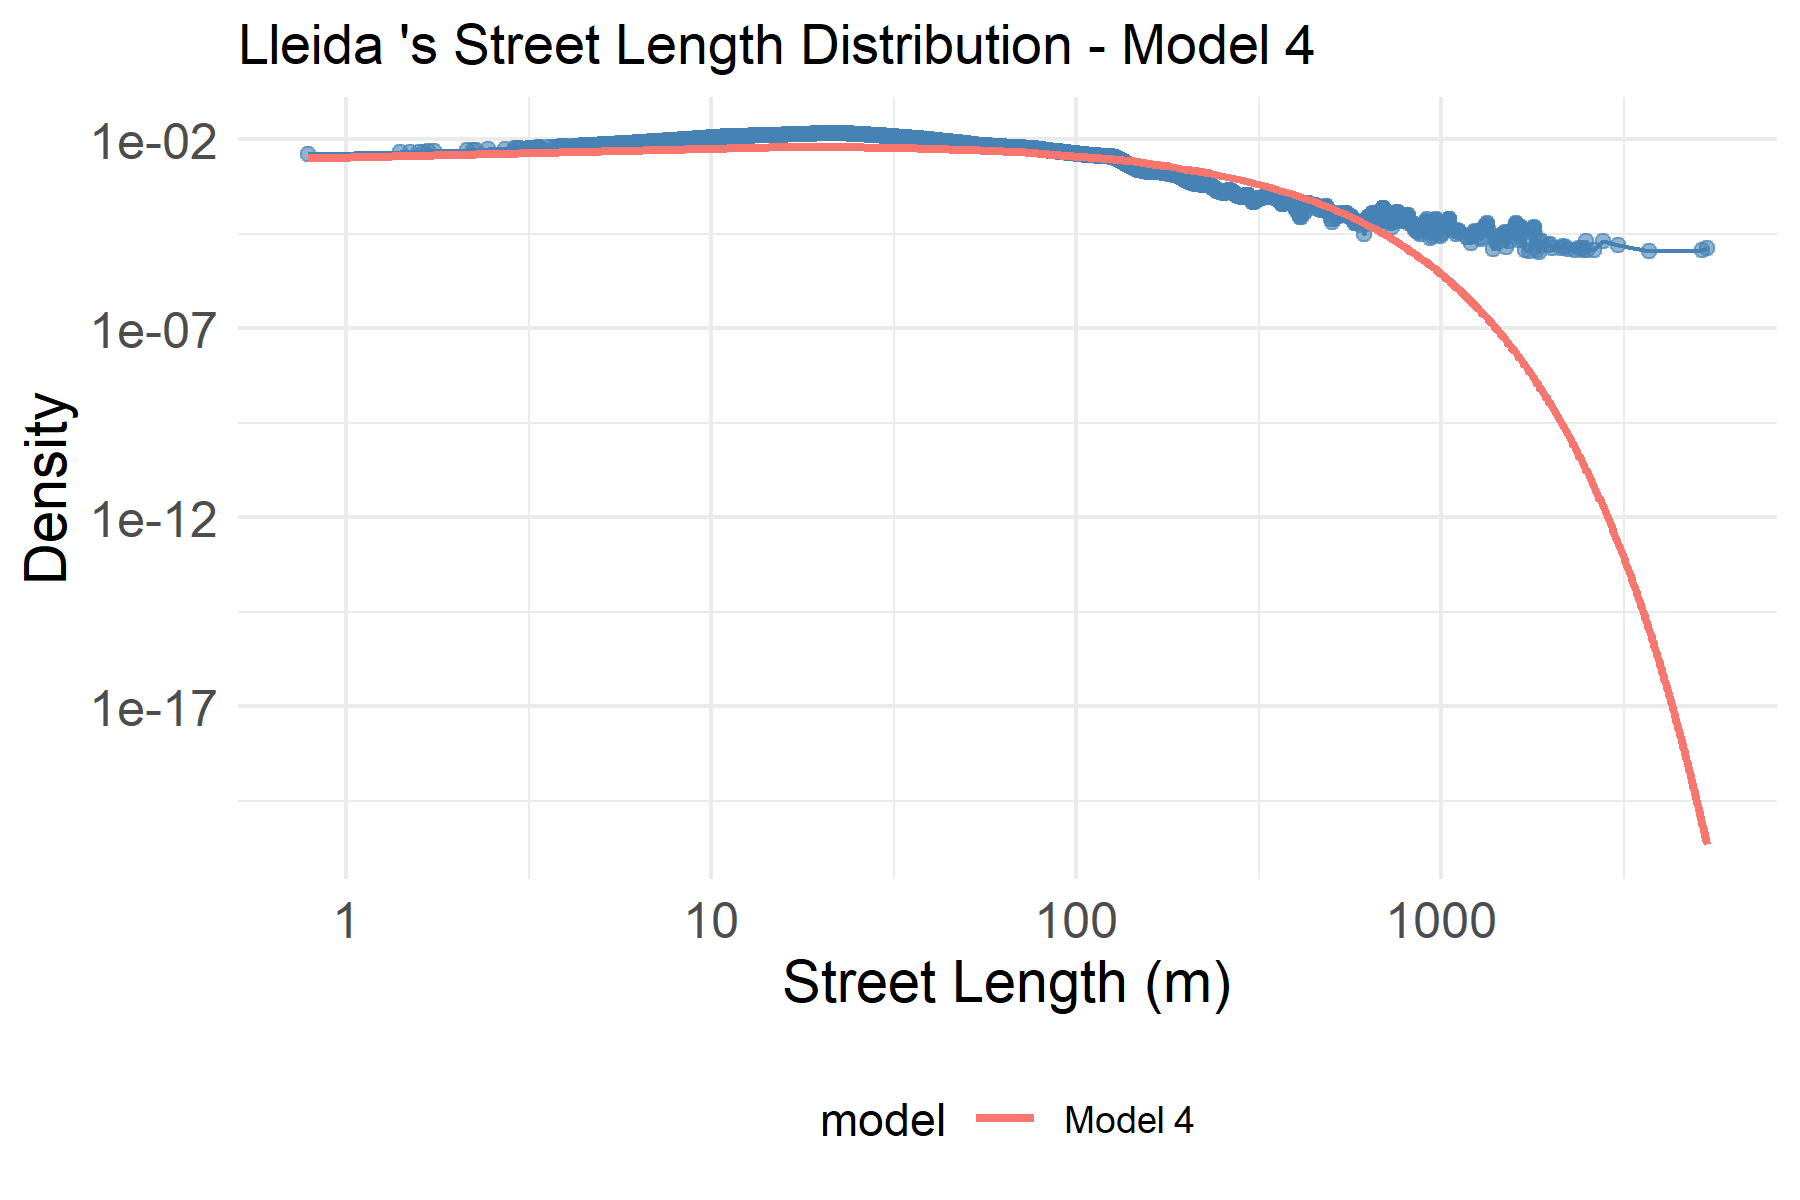 Lleida 's Street Length Distribution - Model 4
1e-02
1e-07
1e-12
1e-17
Density
1
10
100
1000
Street Length (m)
model
Model 4